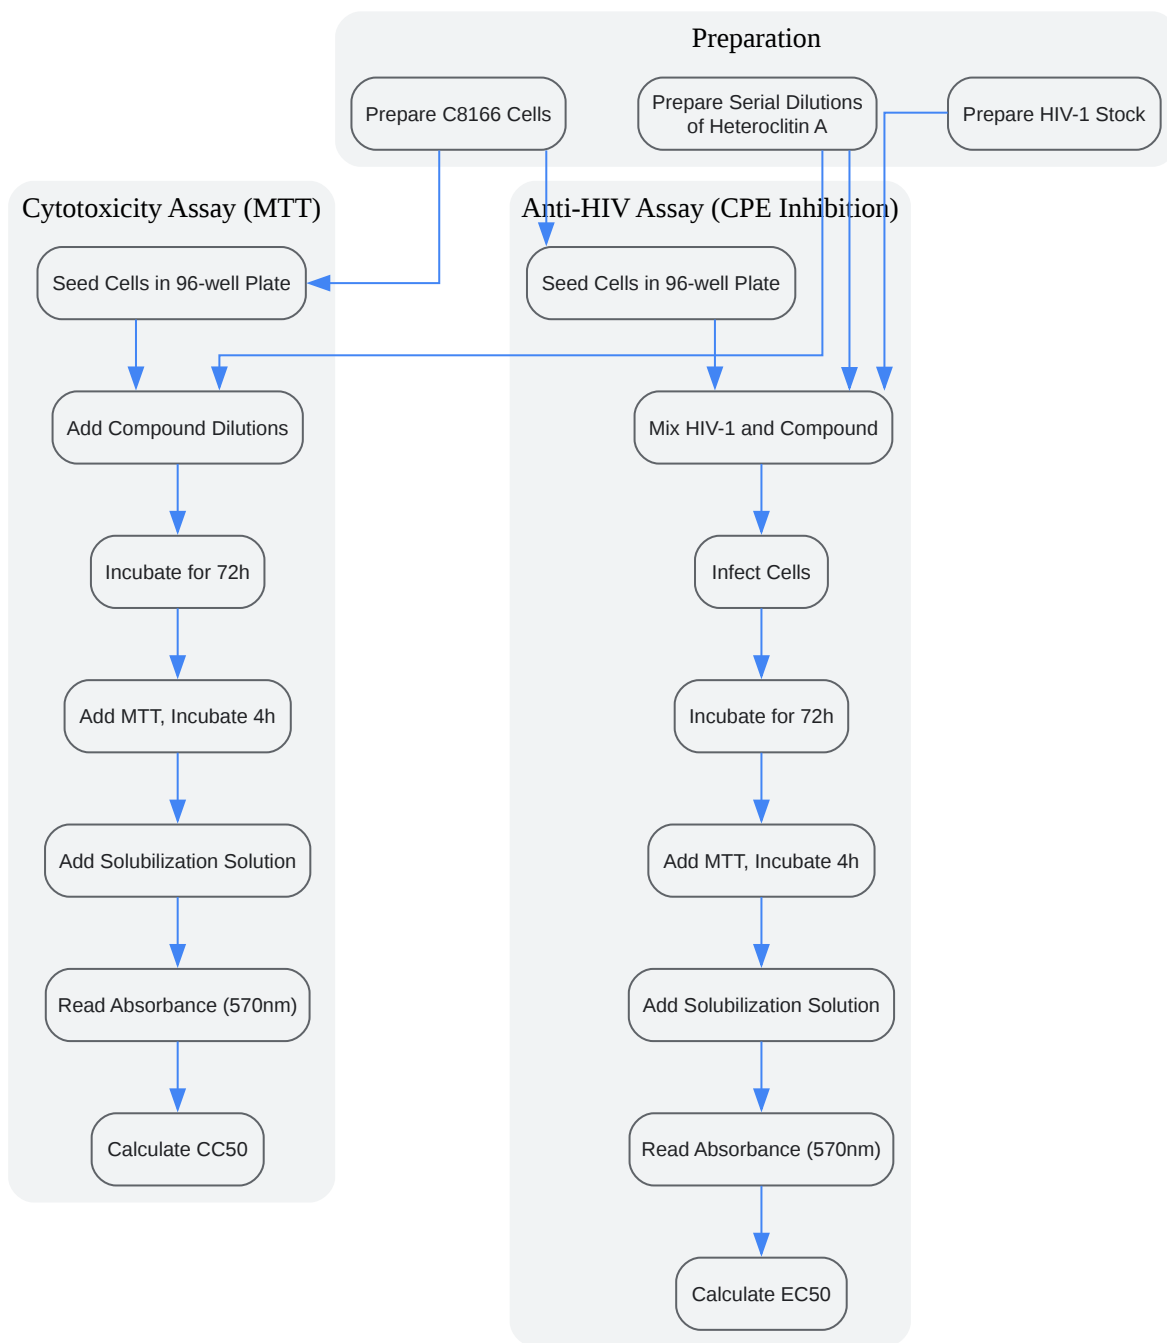 Preparation
Prepare C8166 Cells
Prepare Serial Dilutions
of Heteroclitin A
Prepare HIV-1 Stock
Cytotoxicity Assay (MTT)
Seed Cells in 96-well Plate
Add Compound Dilutions
Incubate for 72h
Add MTT, Incubate 4h
Add Solubilization Solution
Read Absorbance (570nm)
Calculate CC50
Anti-HIV Assay (CPE Inhibition)
Seed Cells in 96-well Plate
Mix HIV-1 and Compound
Infect Cells
Incubate for 72h
Add MTT, Incubate 4h
Add Solubilization Solution
Read Absorbance (570nm)
Calculate EC50